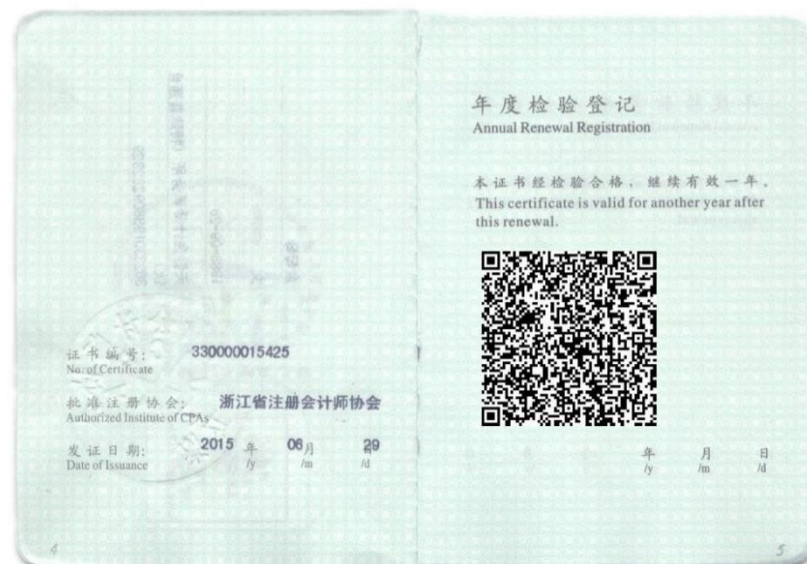 证书编号： 330000015425
No. of Certificate
批准注册协会： 浙江省注册会计师协会
Authorized Institute of CPAs
发证日期： 2015 年 06 月 29 日
Date of Issuance /y /m /d
4
年度检验登记
Annual Renewal Registration
本证书经检验合格，继续有效一年。
This certificate is valid for another year after
this renewal.
年 月 日
/y /m /d
5